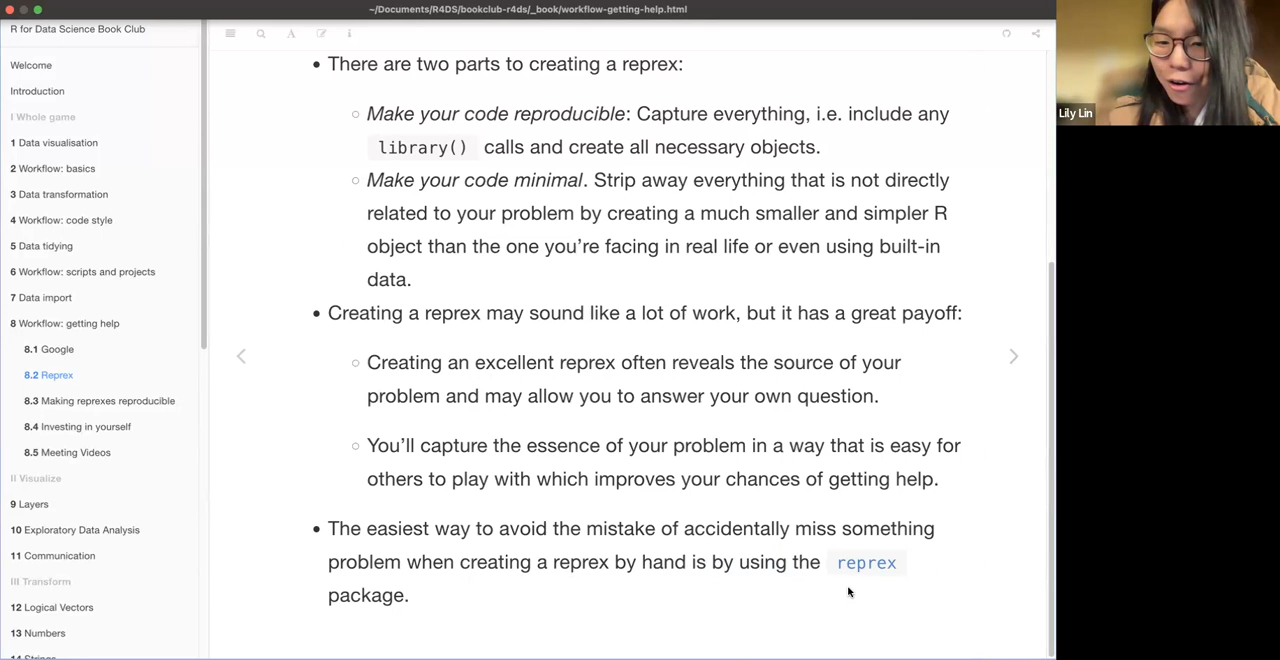 ~/Documents/R4DS/bookclub-r4ds/_book/workflow-getting-help.html
R for Data Science Book Club
Welcome
Introduction
I Whole game
1 Data visualisation
2 Workflow: basics
3 Data transformation
4 Workflow: code style
5 Data tidying
6 Workflow: scripts and projects
7 Data import
8 Workflow: getting help
8.1 Google
8.2 Reprex
8.3 Making reprexes reproducible
8.4 Investing in yourself
8.5 Meeting Videos
II Visualize
9 Layers
10 Exploratory Data Analysis
11 Communication
III Transform
12 Logical Vectors
13 Numbers
14 Strings
• There are two parts to creating a reprex:
○ Make your code reproducible: Capture everything, i.e. include any
library() calls and create all necessary objects.
○ Make your code minimal. Strip away everything that is not directly
related to your problem by creating a much smaller and simpler R
object than the one you’re facing in real life or even using built-in
data.
• Creating a reprex may sound like a lot of work, but it has a great payoff:
○ Creating an excellent reprex often reveals the source of your
problem and may allow you to answer your own question.
○ You’ll capture the essence of your problem in a way that is easy for
others to play with which improves your chances of getting help.
• The easiest way to avoid the mistake of accidentally miss something
problem when creating a reprex by hand is by using the reprex
package.
Lily Lin